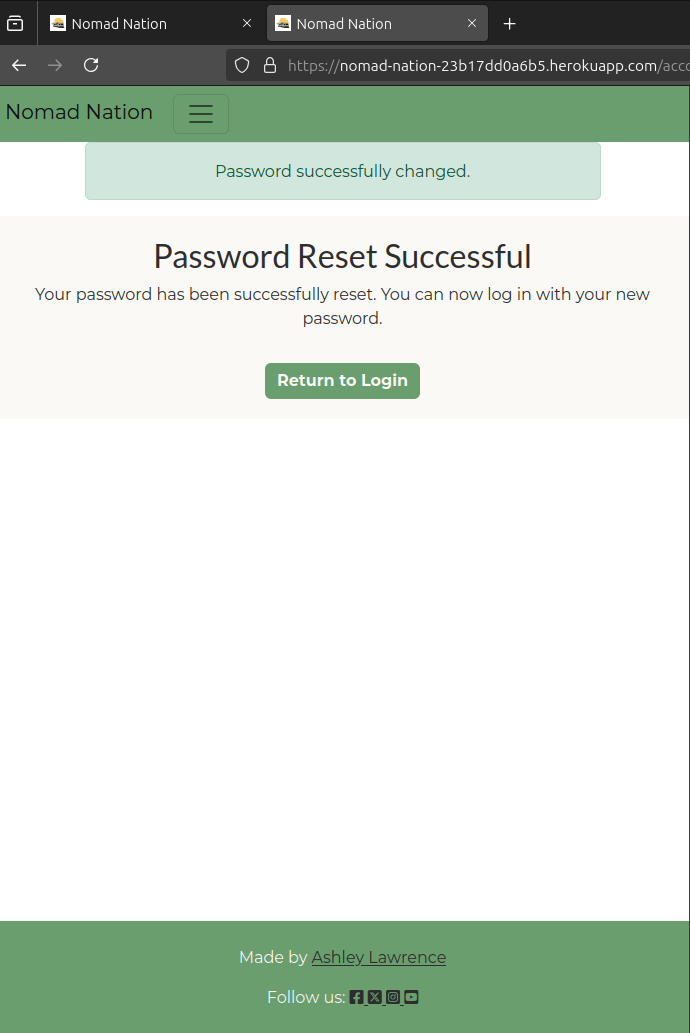 Nomad Nation
Nomad Nation
https://nomad-nation-23b17dd0a6b5.herokuapp.com/acco
Nomad Nation
Password successfully changed.
Password Reset Successful
Your password has been successfully reset. You can now log in with your new
password.
Return to Login
Made by Ashley Lawrence
Follow us: